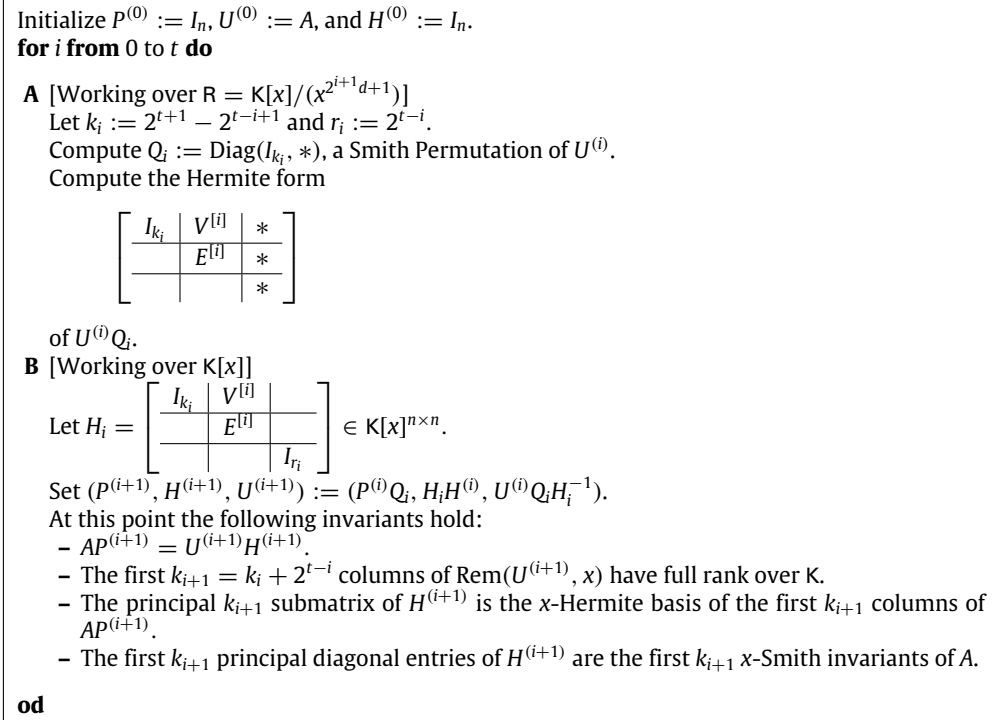 Initialize P^{(0)} := I_n, U^{(0)} := A, and H^{(0)} := I_n.
for i from 0 to t do
A [Working over R = K[x]/(x^{2^{i+1}d+1})]
Let k_i := 2^{t+1} − 2^{t−i+1} and r_i := 2^{t−i}.
Compute Q_i := Diag(I_{k_i}, ∗), a Smith Permutation of U^{(i)}.
Compute the Hermite form
I_{k_i} V^{[i]} ∗
E^{[i]} ∗
∗
of U^{(i)}Q_i.
B [Working over K[x]]
I_{k_i} V^{[i]}
Let H_i = E^{[i]} ∈ K[x]^{n×n}.
I_{r_i}
Set (P^{(i+1)}, H^{(i+1)}, U^{(i+1)}) := (P^{(i)}Q_i, H_iH^{(i)}, U^{(i)}Q_iH_i^{−1}).
At this point the following invariants hold:
– AP^{(i+1)} = U^{(i+1)}H^{(i+1)}.
– The first k_{i+1} = k_i + 2^{t−i} columns of Rem(U^{(i+1)}, x) have full rank over K.
– The principal k_{i+1} submatrix of H^{(i+1)} is the x-Hermite basis of the first k_{i+1} columns of
AP^{(i+1)}.
– The first k_{i+1} principal diagonal entries of H^{(i+1)} are the first k_{i+1} x-Smith invariants of A.
od